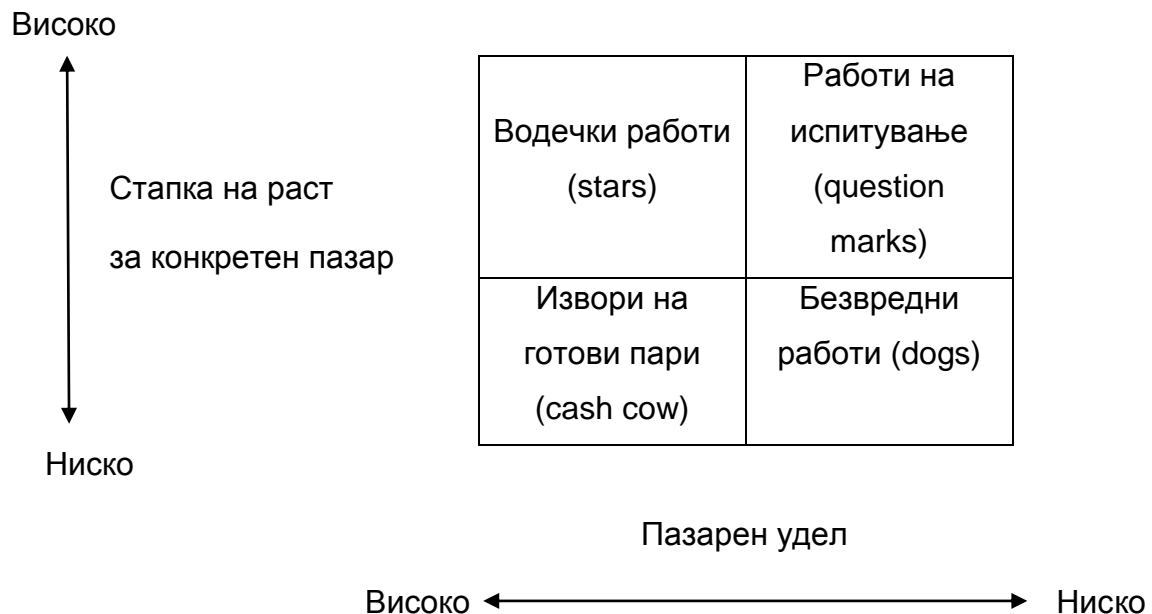 Високо
Стапка на раст
за конкретен пазар
Ниско
Водечки работи
(stars)
Работи на
испитување
(question
marks)
Извори на
готови пари
(cash cow)
Безвредни
работи (dogs)
Пазарен удел
Високо
Ниско